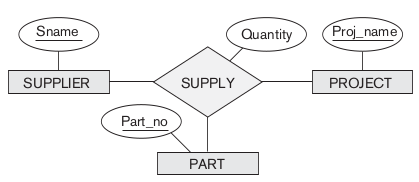 Sname
Quantity
Proj_name
SUPPLIER
SUPPLY
PROJECT
Part_no
PART